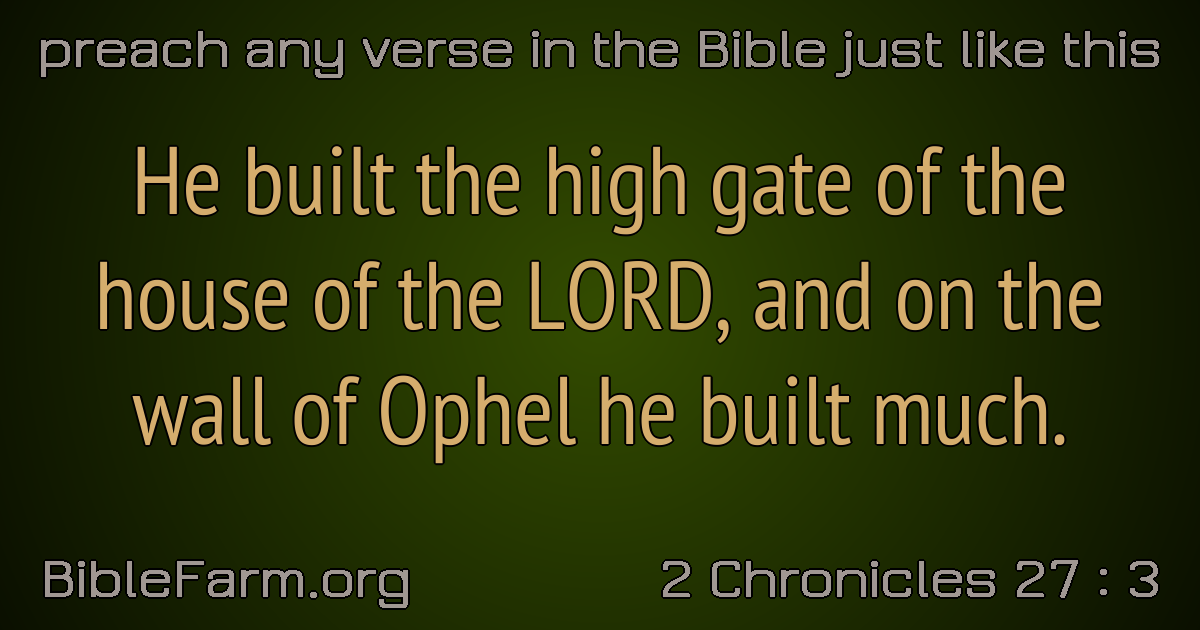 preach any verse in the Bible just like this
He built the high gate of the
house of the LORD, and on the
wall of Ophel he built much.
BibleFarm.org
2 Chronicles 27 : 3